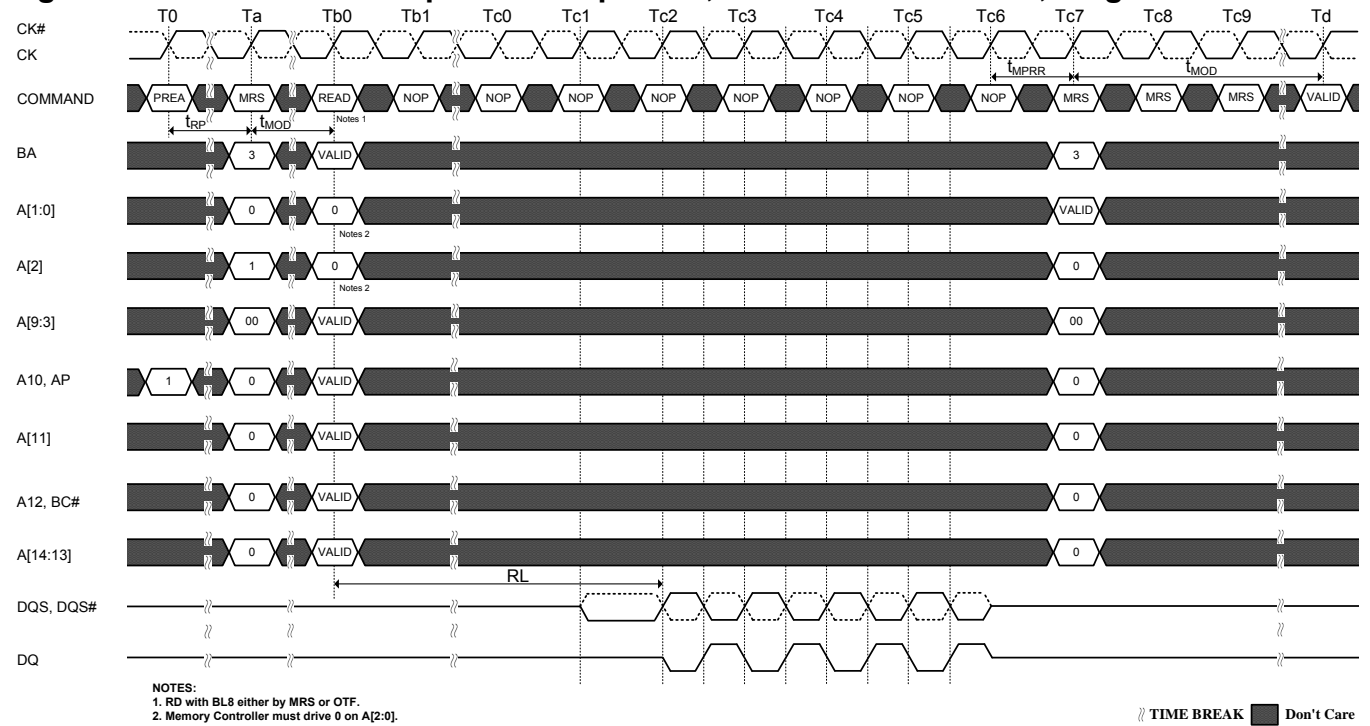 T0 Ta Tb0 Tb1 Tc0 Tc1 Tc2 Tc3 Tc4 Tc5 Tc6 Tc7 Tc8 Tc9 Td
CK#
CK
tMPRR tMOD
COMMAND PREA MRS READ NOP NOP NOP NOP NOP NOP NOP NOP MRS MRS MRS VALID
Notes 1
tRP tMOD
BA 3 VALID 3
A[1:0] 0 0 VALID
Notes 2
A[2] 1 0 0
Notes 2
A[9:3] 00 VALID 00
A10, AP 1 0 VALID 0
A[11] 0 VALID 0
A12, BC# 0 VALID 0
A[14:13] 0 VALID 0
RL
DQS, DQS#
DQ
NOTES:
1. RD with BL8 either by MRS or OTF.
2. Memory Controller must drive 0 on A[2:0].
TIME BREAK Don't Care